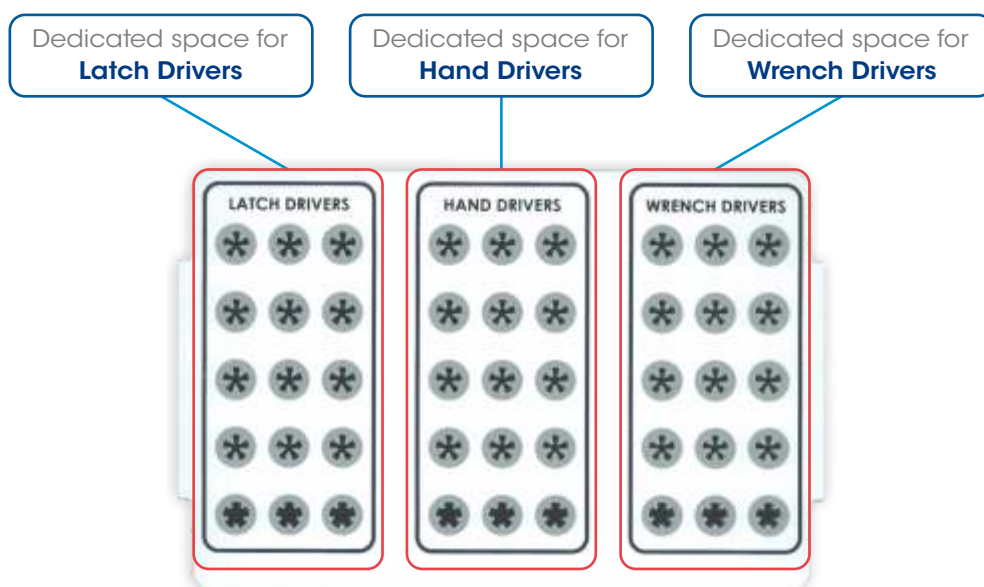 Dedicated space for
Latch Drivers
Dedicated space for
Hand Drivers
Dedicated space for
Wrench Drivers
LATCH DRIVERS
HAND DRIVERS
WRENCH DRIVERS